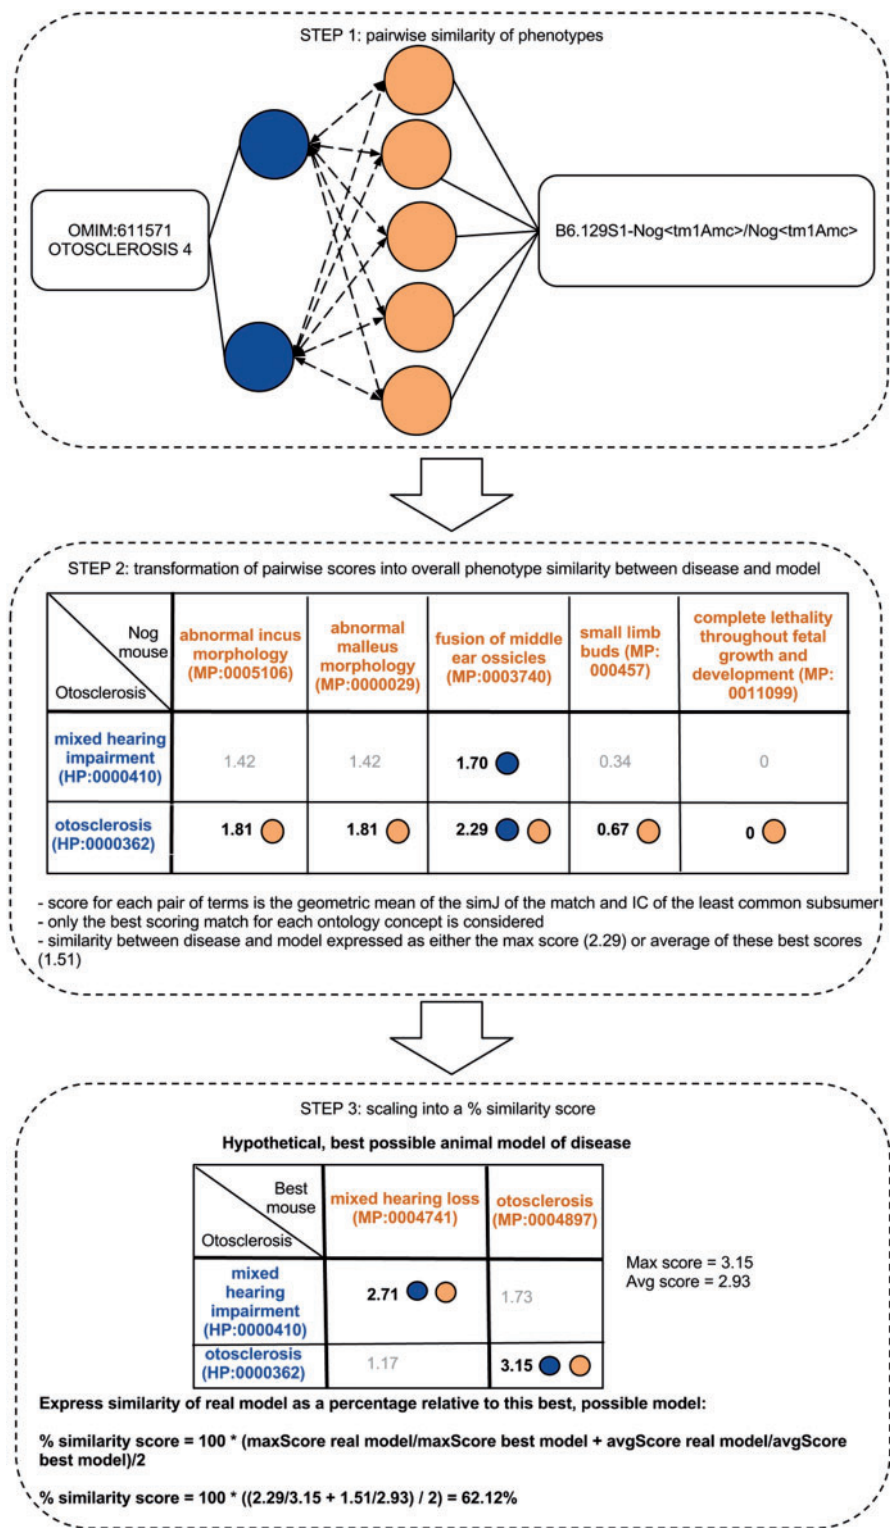 STEP 1: pairwise similarity of phenotypes
OMIM:611571
OTOSCLEROSIS 4
B6.129S1-Nog<tm1Amc>/Nog<tm1Amc>
STEP 2: transformation of pairwise scores into overall phenotype similarity between disease and model
Nog
mouse
Otosclerosis
abnormal incus
morphology
(MP:0005106)
abnormal
malleus
morphology
(MP:0000029)
fusion of middle
ear ossicles
(MP:0003740)
small limb
buds (MP:
000457)
complete lethality
throughout fetal
growth and
development (MP:
0011099)
mixed hearing
impairment
(HP:0000410)
1.42
1.42
1.70
0.34
0
otosclerosis
(HP:0000362)
1.81
1.81
2.29
0.67
0
- score for each pair of terms is the geometric mean of the simJ of the match and IC of the least common subsumer
- only the best scoring match for each ontology concept is considered
- similarity between disease and model expressed as either the max score (2.29) or average of these best scores
(1.51)
STEP 3: scaling into a % similarity score
Hypothetical, best possible animal model of disease
Best
mouse
Otosclerosis
mixed hearing loss
(MP:0004741)
otosclerosis
(MP:0004897)
mixed
hearing
impairment
(HP:0000410)
2.71
1.73
otosclerosis
(HP:0000362)
1.17
3.15
Max score = 3.15
Avg score = 2.93
Express similarity of real model as a percentage relative to this best, possible model:
% similarity score = 100 * (maxScore real model/maxScore best model + avgScore real model/avgScore
best model)/2
% similarity score = 100 * ((2.29/3.15 + 1.51/2.93) / 2) = 62.12%